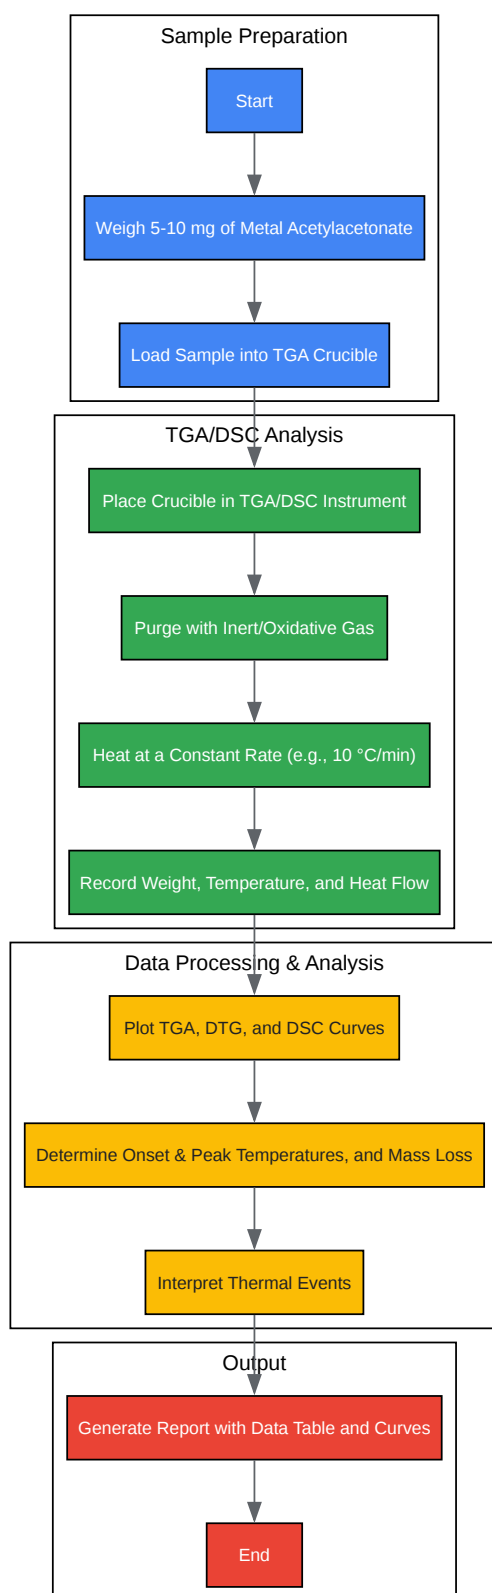 Sample Preparation
Start
Weigh 5-10 mg of Metal Acetylacetonate
Load Sample into TGA Crucible
TGA/DSC Analysis
Place Crucible in TGA/DSC Instrument
Purge with Inert/Oxidative Gas
Heat at a Constant Rate (e.g., 10 °C/min)
Record Weight, Temperature, and Heat Flow
Data Processing & Analysis
Plot TGA, DTG, and DSC Curves
Determine Onset & Peak Temperatures, and Mass Loss
Interpret Thermal Events
Output
Generate Report with Data Table and Curves
End